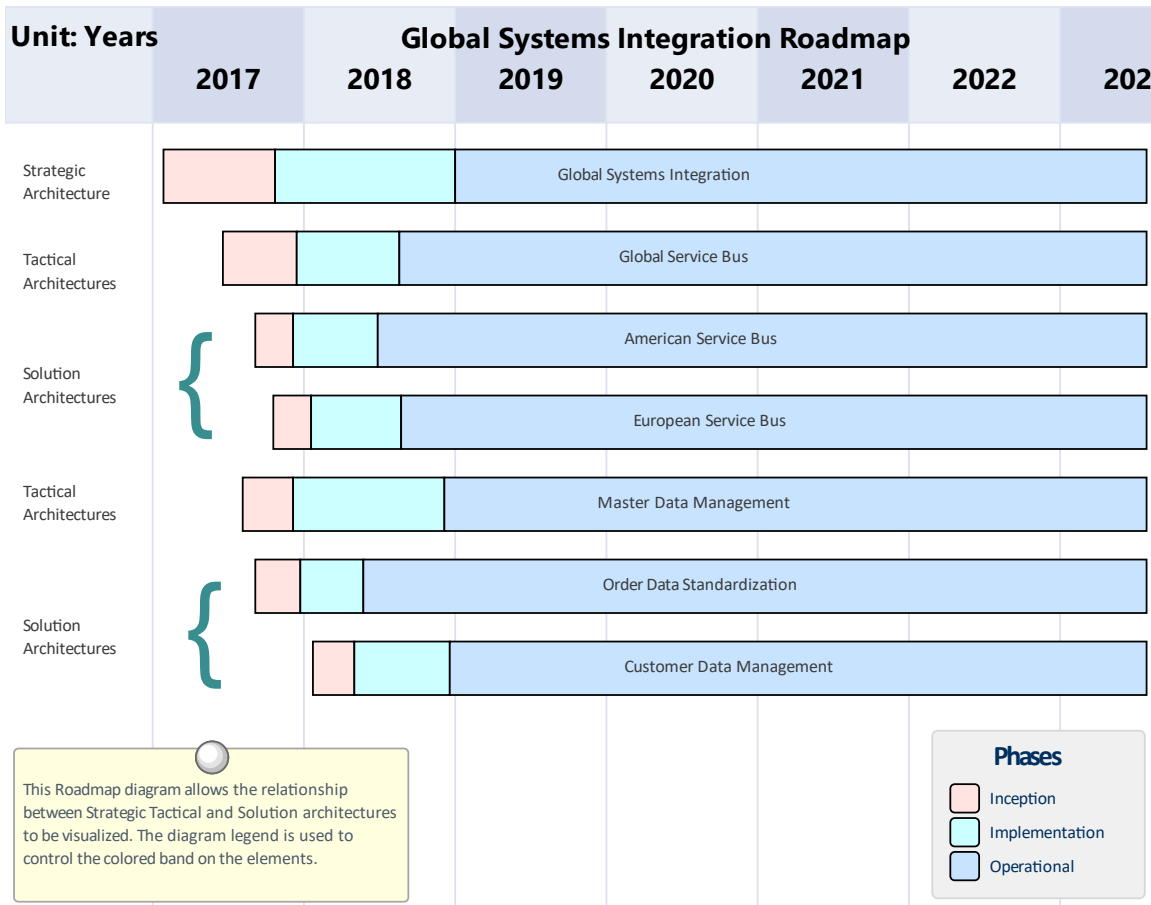 Unit: Years
Global Systems Integration Roadmap
2017 2018 2019 2020 2021 2022 202
Strategic
Architecture
Global Systems Integration
Tactical
Architectures
Global Service Bus
American Service Bus
Solution
Architectures
European Service Bus
Tactical
Architectures
Master Data Management
Order Data Standardization
Solution
Architectures
Customer Data Management
This Roadmap diagram allows the relationship
between Strategic Tactical and Solution architectures
to be visualized. The diagram legend is used to
control the colored band on the elements.
Phases
Inception
Implementation
Operational